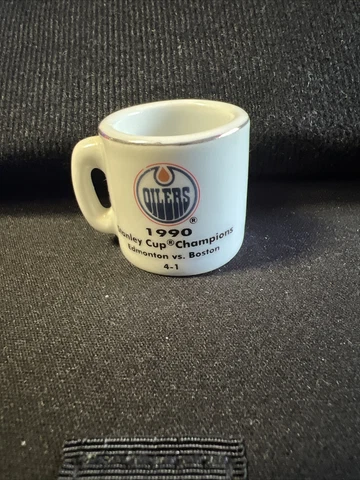 OILERS
®
1990
Stanley Cup® Champions
Edmonton vs. Boston
4-1